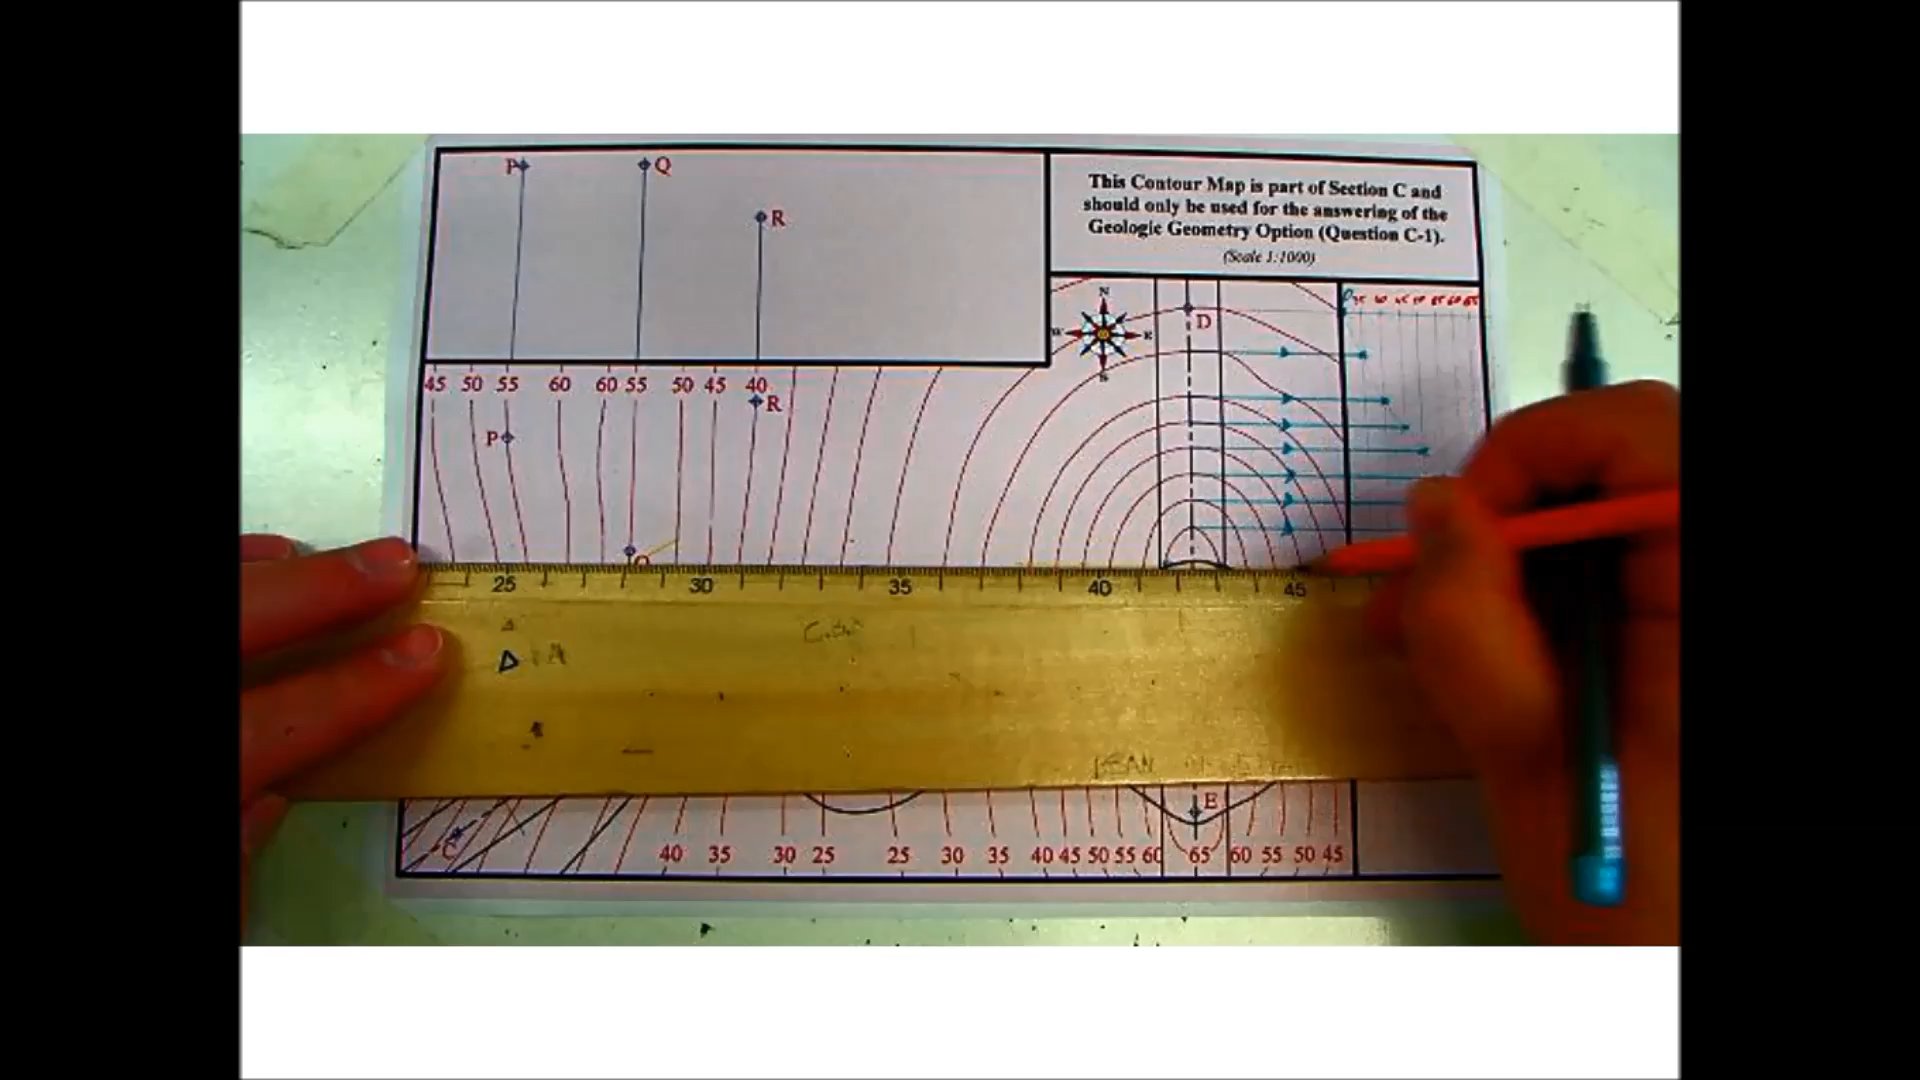 P
Q
R
This Contour Map is part of Section C and
should only be used for the answering of the
Geologic Geometry Option (Question C-1).
(Scale 1:1000)
N
W E
S
D
45 50 55 60 60 55 50 45 40
R
P
25 30 35 40 45
E
C
40 35 30 25 25 30 35 40 45 50 55 60 65 60 55 50 45